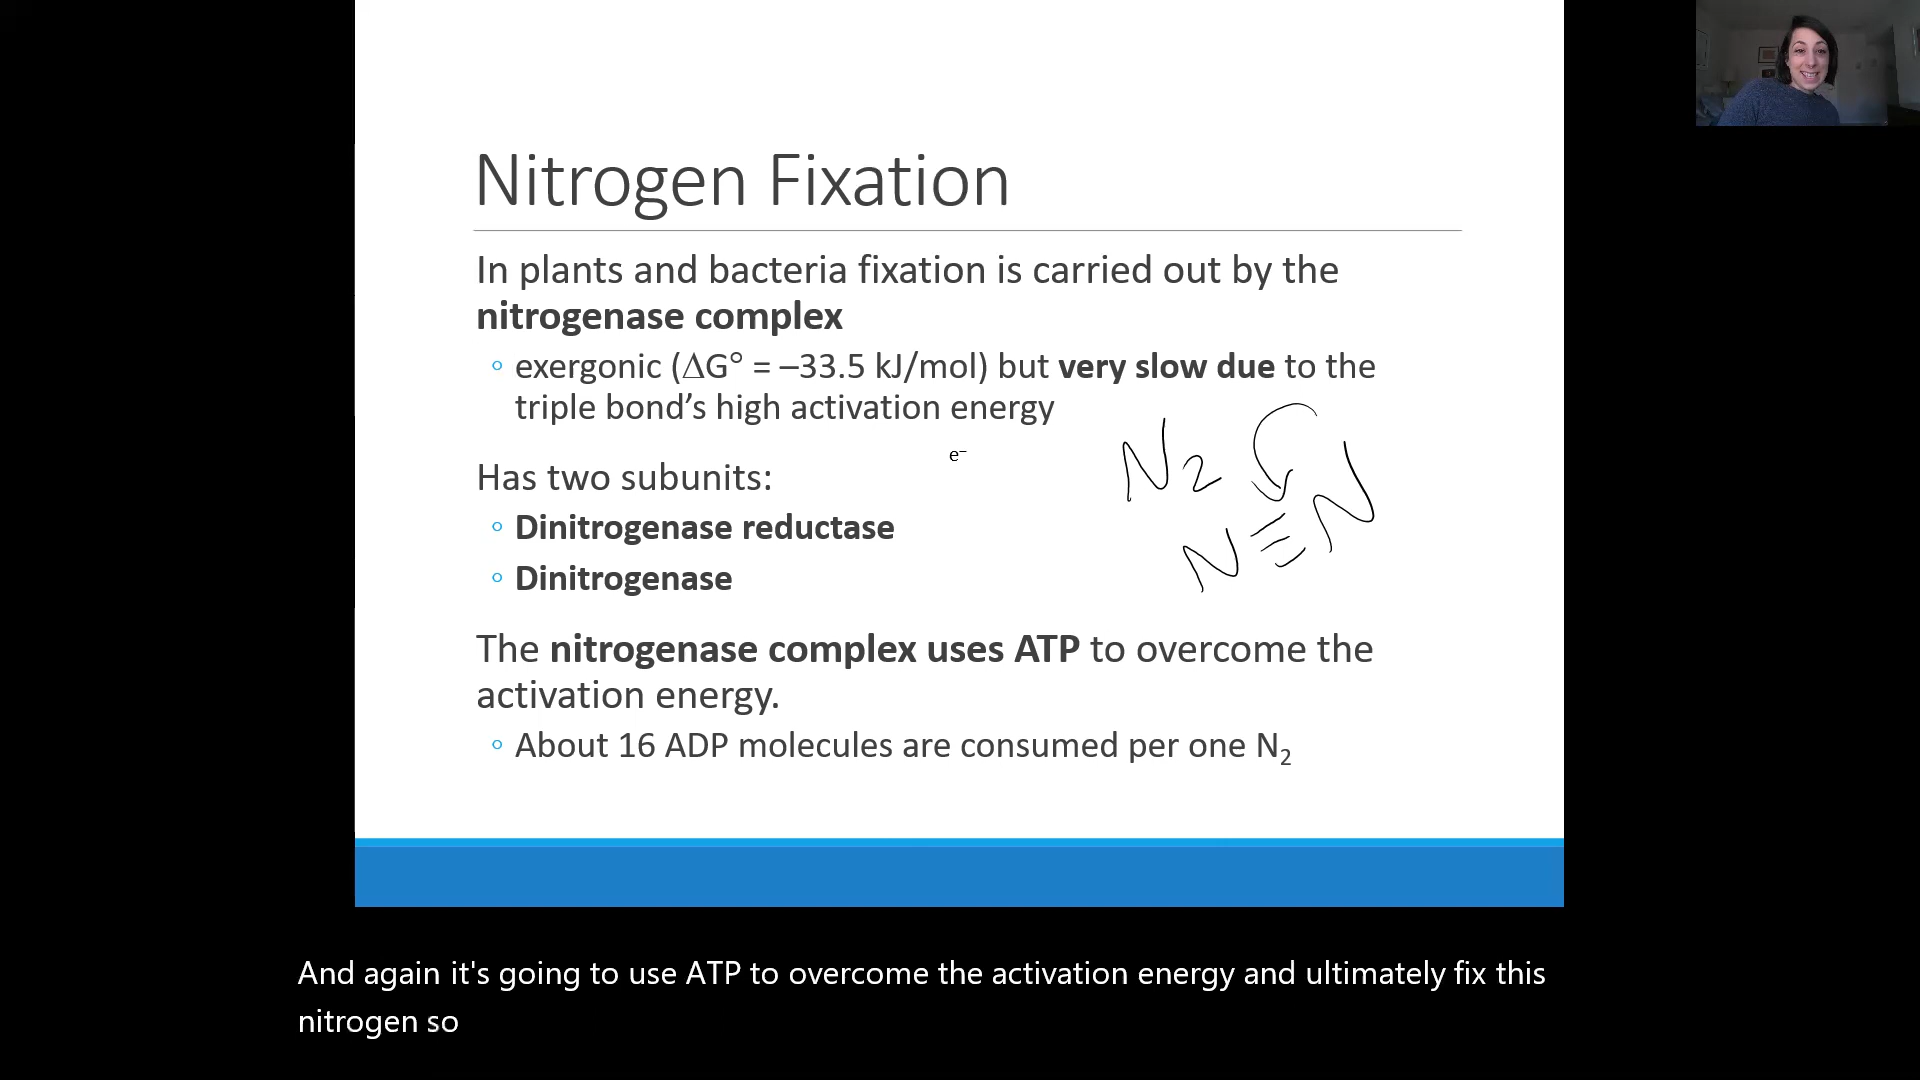 Nitrogen Fixation
In plants and bacteria fixation is carried out by the
nitrogenase complex
◦ exergonic (ΔG° = –33.5 kJ/mol) but very slow due to the
triple bond’s high activation energy
e⁻
N2
N≡N
Has two subunits:
◦ Dinitrogenase reductase
◦ Dinitrogenase
The nitrogenase complex uses ATP to overcome the
activation energy.
◦ About 16 ADP molecules are consumed per one N₂
And again it's going to use ATP to overcome the activation energy and ultimately fix this
nitrogen so